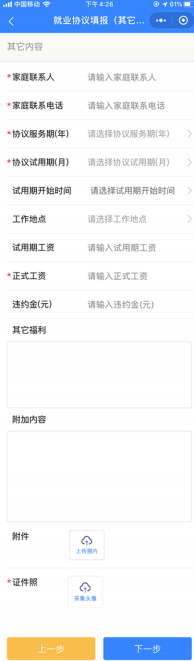 中国移动 下午4:26 61%
就业协议填报（其它...
其它内容
*家庭联系人 请输入家庭联系人
*家庭联系电话 请输入家庭联系电话
*协议服务期(年) 请选择协议服务期(年)
*协议试用期(月) 请选择协议试用期(月)
试用期开始时间 请选择试用期开始时间
工作地点 请选择工作地点
试用期工资 请输入试用期工资
*正式工资 请输入正式工资
违约金(元) 请输入违约金(元)
其它福利
附加内容
附件
上传图片
*证件照
采集头像
上一步 下一步